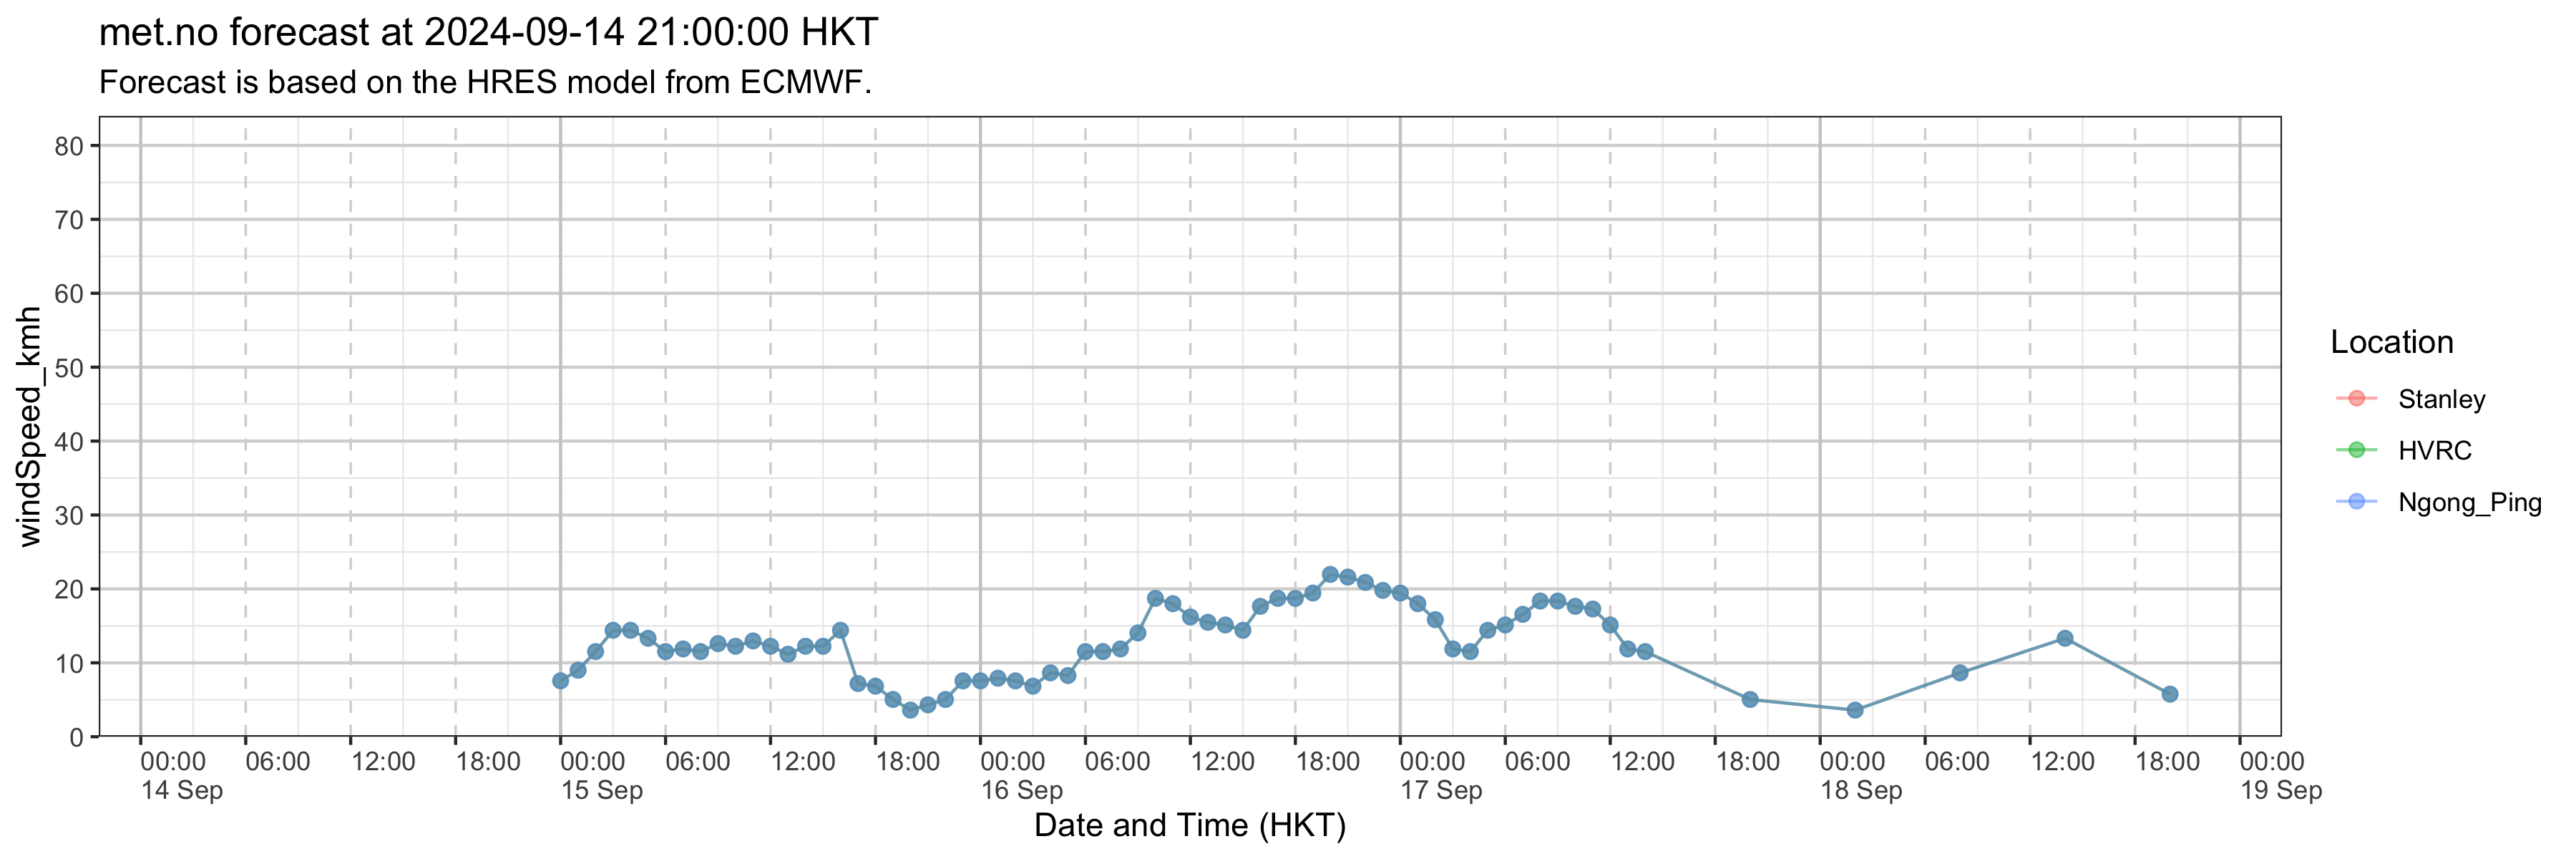 met.no forecast at 2024-09-14 21:00:00 HKT
Forecast is based on the HRES model from ECMWF.
windSpeed_kmh
80
70
60
50
40
30
20
10
0
00:00 06:00 12:00 18:00 00:00 06:00 12:00 18:00 00:00 06:00 12:00 18:00 00:00 06:00 12:00 18:00 00:00 06:00 12:00 18:00 00:00
14 Sep 15 Sep 16 Sep 17 Sep 18 Sep 19 Sep
Date and Time (HKT)
Location
Stanley
HVRC
Ngong_Ping